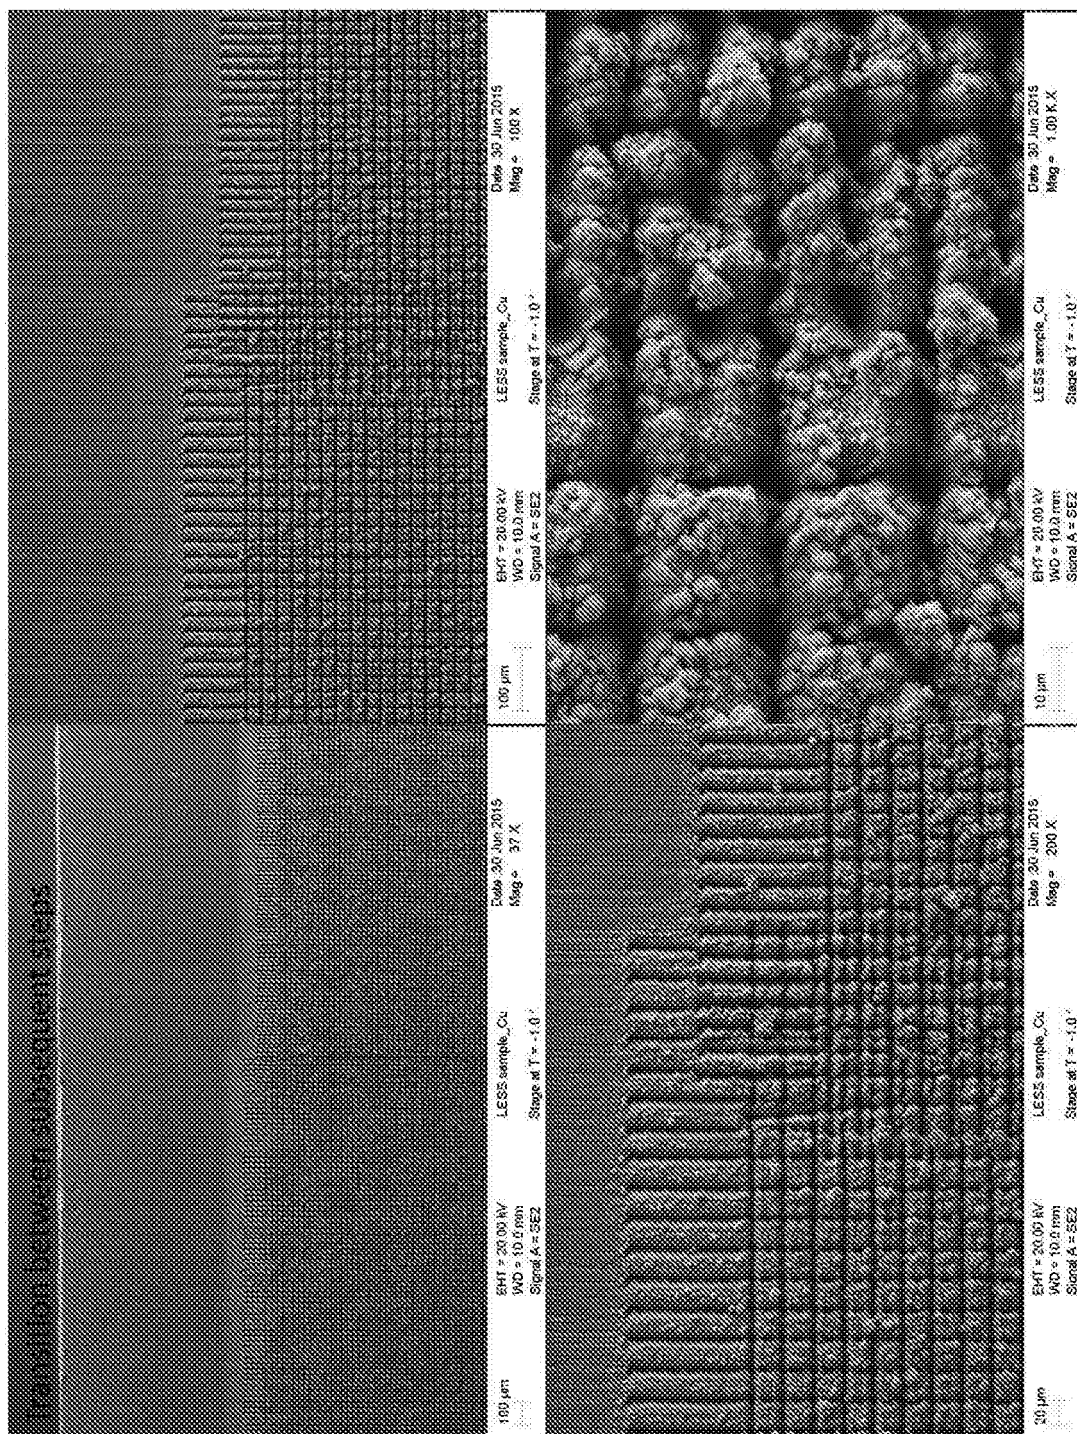 Transition between subsequent steps
100 µm
EHT = 20.00 kV
WD = 10.0 mm
Signal A = SE2
LESS sample_Cu
Stage at T = -1.0 °
Date :30 Jun 2015
Mag = 37 X
100 µm
EHT = 20.00 kV
WD = 10.0 mm
Signal A = SE2
LESS sample_Cu
Stage at T = -1.0 °
Date :30 Jun 2015
Mag = 100 X
20 µm
EHT = 20.00 kV
WD = 10.0 mm
Signal A = SE2
LESS sample_Cu
Stage at T = -1.0 °
Date :30 Jun 2015
Mag = 200 X
10 µm
EHT = 20.00 kV
WD = 10.0 mm
Signal A = SE2
LESS sample_Cu
Stage at T = -1.0 °
Date :30 Jun 2015
Mag = 1.00 K X